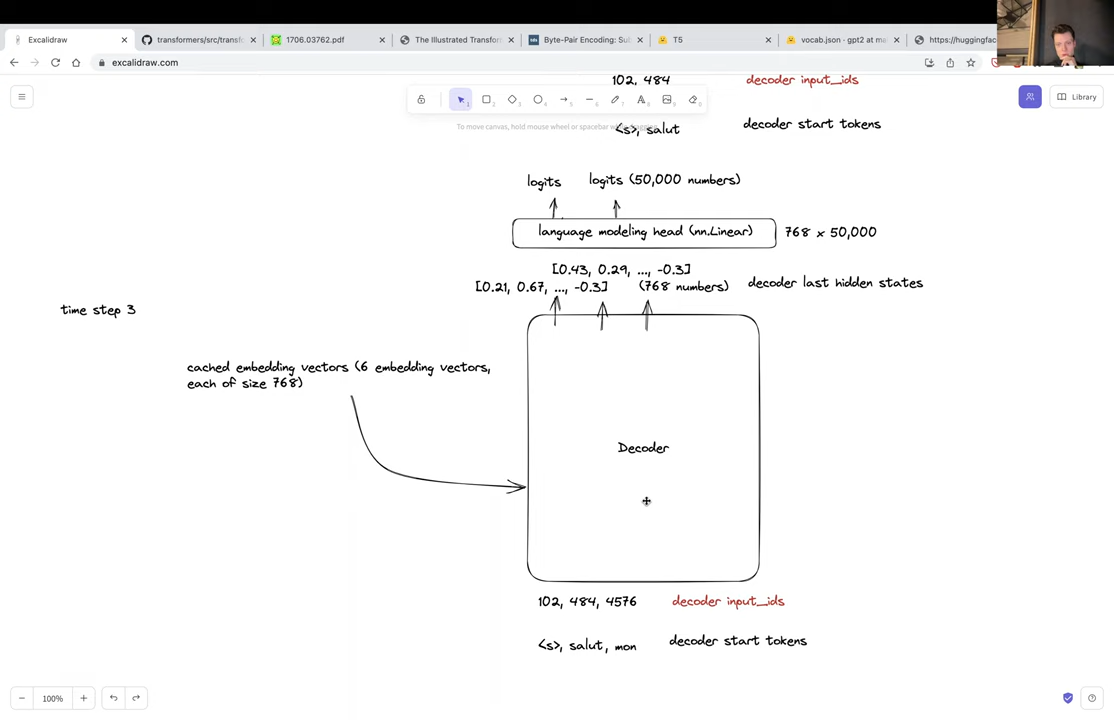 Excalidraw
transformers/src/transf
1706.03762.pdf
The Illustrated Transfor
Byte-Pair Encoding: Sub
T5
vocab.json · gpt2 at ma
https://huggingfac
excalidraw.com
102, 484
decoder input_ids
Library
To move canvas, hold mouse wheel or spacebar
<s>, salut
decoder start tokens
logits
logits (50,000 numbers)
language modeling head (nn.Linear)
768 x 50,000
[0.43, 0.29, ..., -0.3]
[0.21, 0.67, ..., -0.3]
(768 numbers)
decoder last hidden states
time step 3
cached embedding vectors (6 embedding vectors,
each of size 768)
Decoder
102, 484, 4576
decoder input_ids
<s>, salut, mon
decoder start tokens
100%